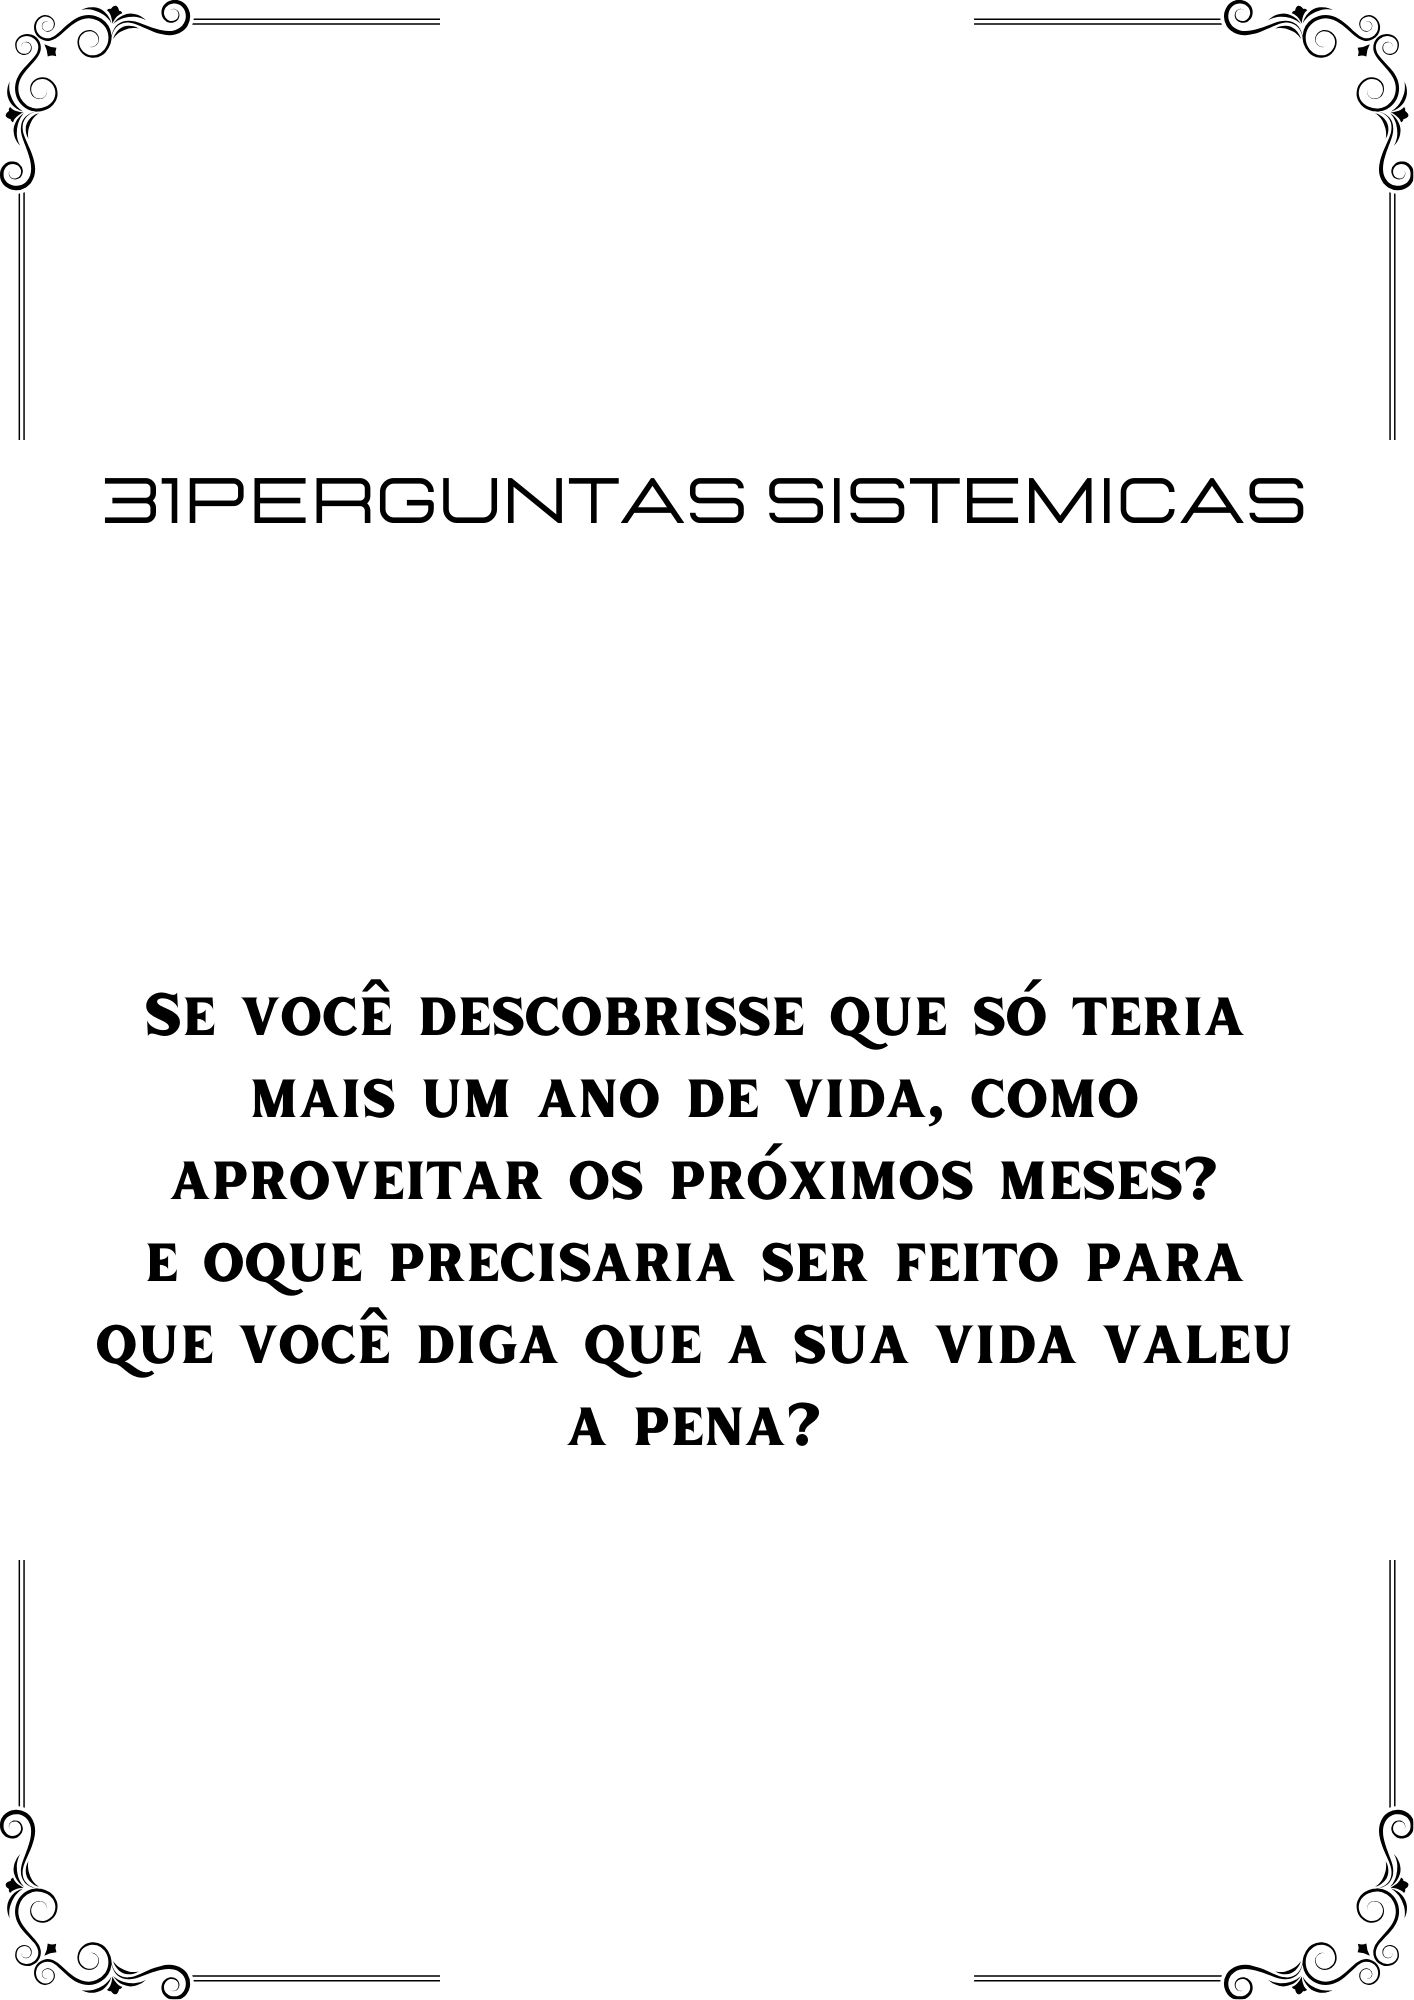 31PERGUNTAS SISTEMICAS
Se você descobrisse que só teria
mais um ano de vida, como
aproveitar os próximos meses?
e oque precisaria ser feito para
que você diga que a sua vida valeu
a pena?